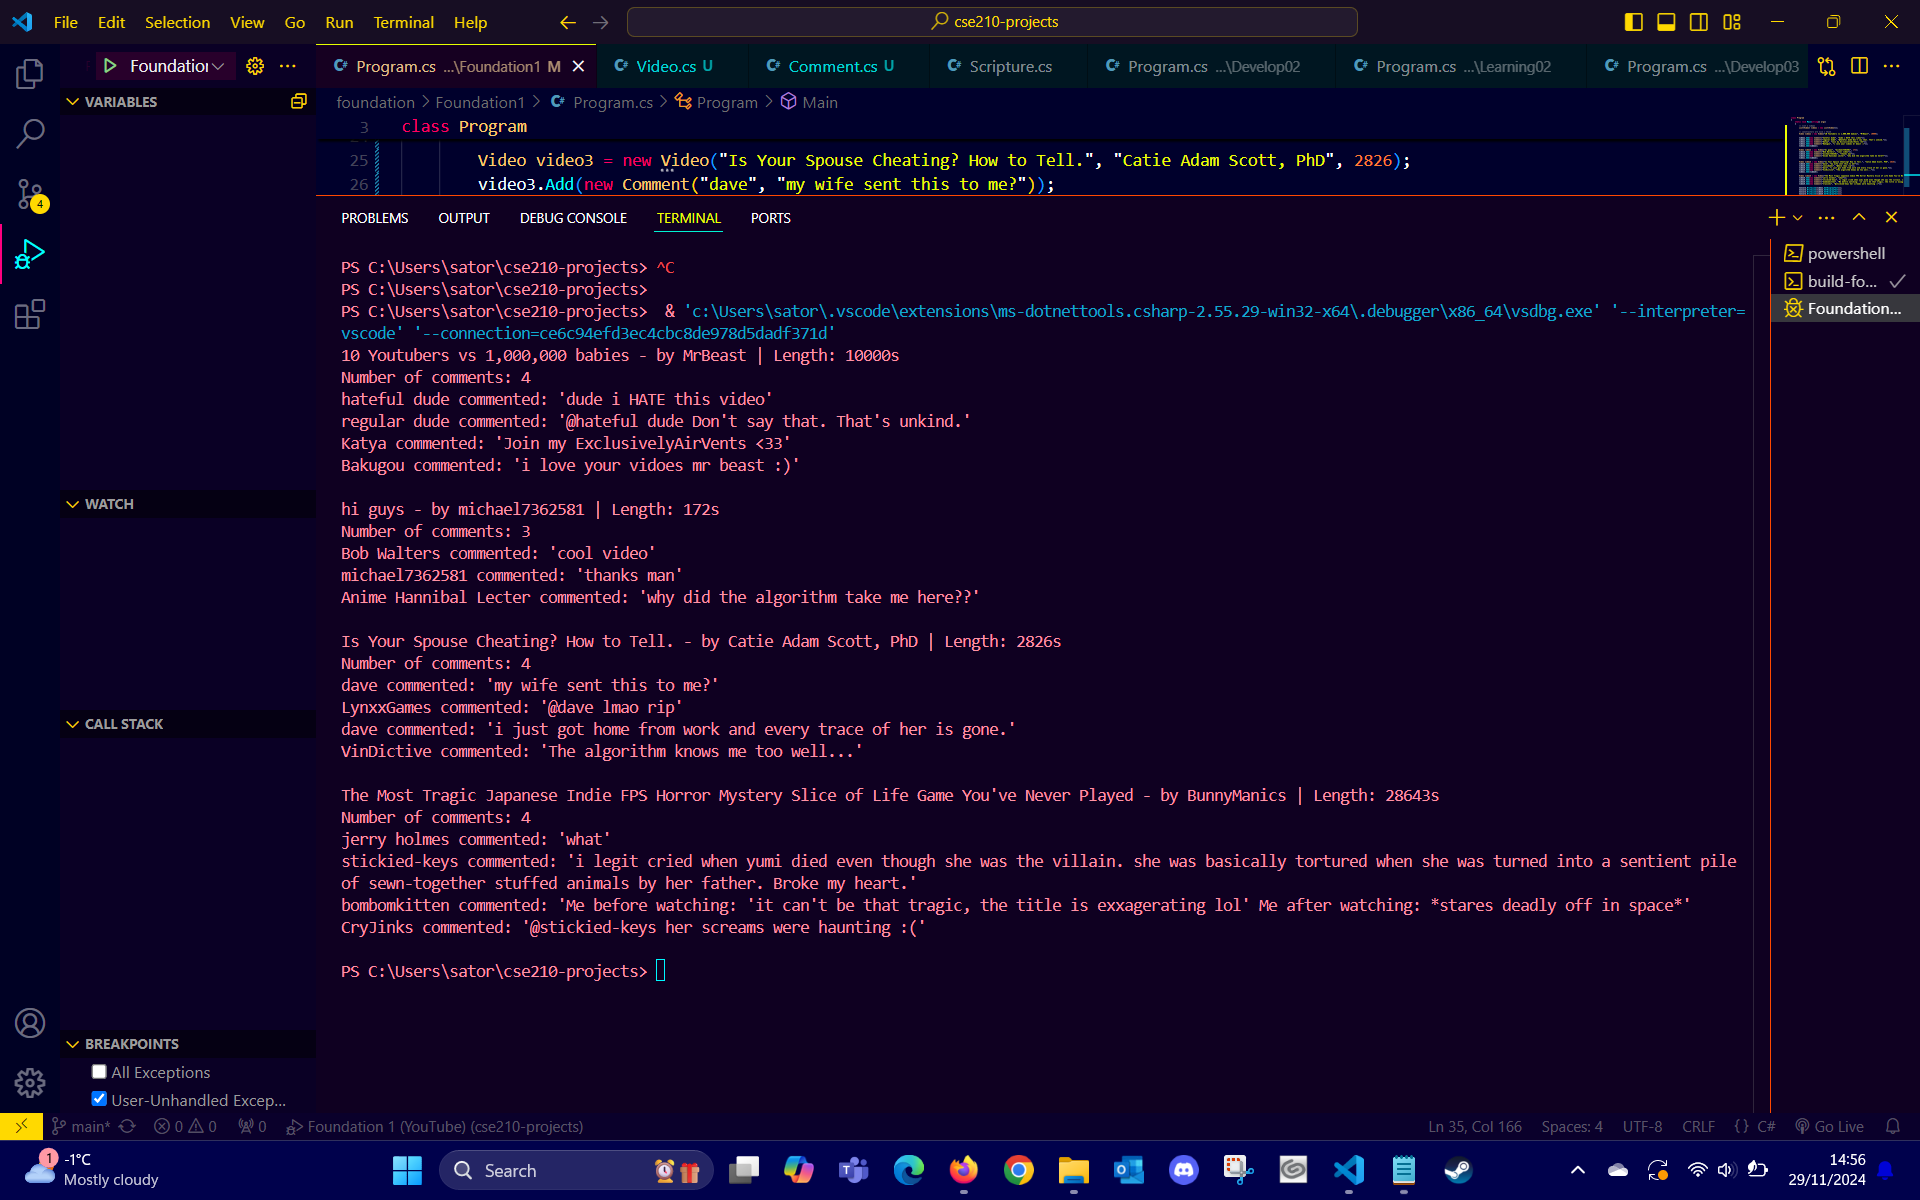 File Edit Selection View Go Run Terminal Help
cse210-projects
Foundation
Program.cs ...\Foundation1 M
Video.cs U
Comment.cs U
Scripture.cs
Program.cs ...\Develop02
Program.cs ...\Learning02
Program.cs ...\Develop03
foundation > Foundation1 > Program.cs > Program > Main
VARIABLES
3 class Program
25 Video video3 = new Video("Is Your Spouse Cheating? How to Tell.", "Catie Adam Scott, PhD", 2826);
26 video3.Add(new Comment("dave", "my wife sent this to me?"));
PROBLEMS OUTPUT DEBUG CONSOLE TERMINAL PORTS
powershell
build-fo...
Foundation...
PS C:\Users\sator\cse210-projects> ^C
PS C:\Users\sator\cse210-projects>
PS C:\Users\sator\cse210-projects>  & 'c:\Users\sator\.vscode\extensions\ms-dotnettools.csharp-2.55.29-win32-x64\.debugger\x86_64\vsdbg.exe' '--interpreter=
vscode' '--connection=ce6c94efd3ec4cbc8de978d5dadf371d'
10 Youtubers vs 1,000,000 babies - by MrBeast | Length: 10000s
Number of comments: 4
hateful dude commented: 'dude i HATE this video'
regular dude commented: '@hateful dude Don't say that. That's unkind.'
Katya commented: 'Join my ExclusivelyAirVents <33'
Bakugou commented: 'i love your vidoes mr beast :)'
hi guys - by michael7362581 | Length: 172s
Number of comments: 3
Bob Walters commented: 'cool video'
michael7362581 commented: 'thanks man'
Anime Hannibal Lecter commented: 'why did the algorithm take me here??'
Is Your Spouse Cheating? How to Tell. - by Catie Adam Scott, PhD | Length: 2826s
Number of comments: 4
dave commented: 'my wife sent this to me?'
LynxxGames commented: '@dave lmao rip'
dave commented: 'i just got home from work and every trace of her is gone.'
VinDictive commented: 'The algorithm knows me too well...'
The Most Tragic Japanese Indie FPS Horror Mystery Slice of Life Game You've Never Played - by BunnyManics | Length: 28643s
Number of comments: 4
jerry holmes commented: 'what'
stickied-keys commented: 'i legit cried when yumi died even though she was the villain. she was basically tortured when she was turned into a sentient pile
of sewn-together stuffed animals by her father. Broke my heart.'
bombomkitten commented: 'Me before watching: 'it can't be that tragic, the title is exxagerating lol' Me after watching: *stares deadly off in space*'
CryJinks commented: '@stickied-keys her screams were haunting :('
PS C:\Users\sator\cse210-projects>
WATCH
CALL STACK
BREAKPOINTS
All Exceptions
User-Unhandled Excep...
4
main* 0 0 0 Foundation 1 (YouTube) (cse210-projects)
Ln 35, Col 166 Spaces: 4 UTF-8 CRLF {} C# Go Live
1
-1°C
Mostly cloudy
Search
14:56
29/11/2024